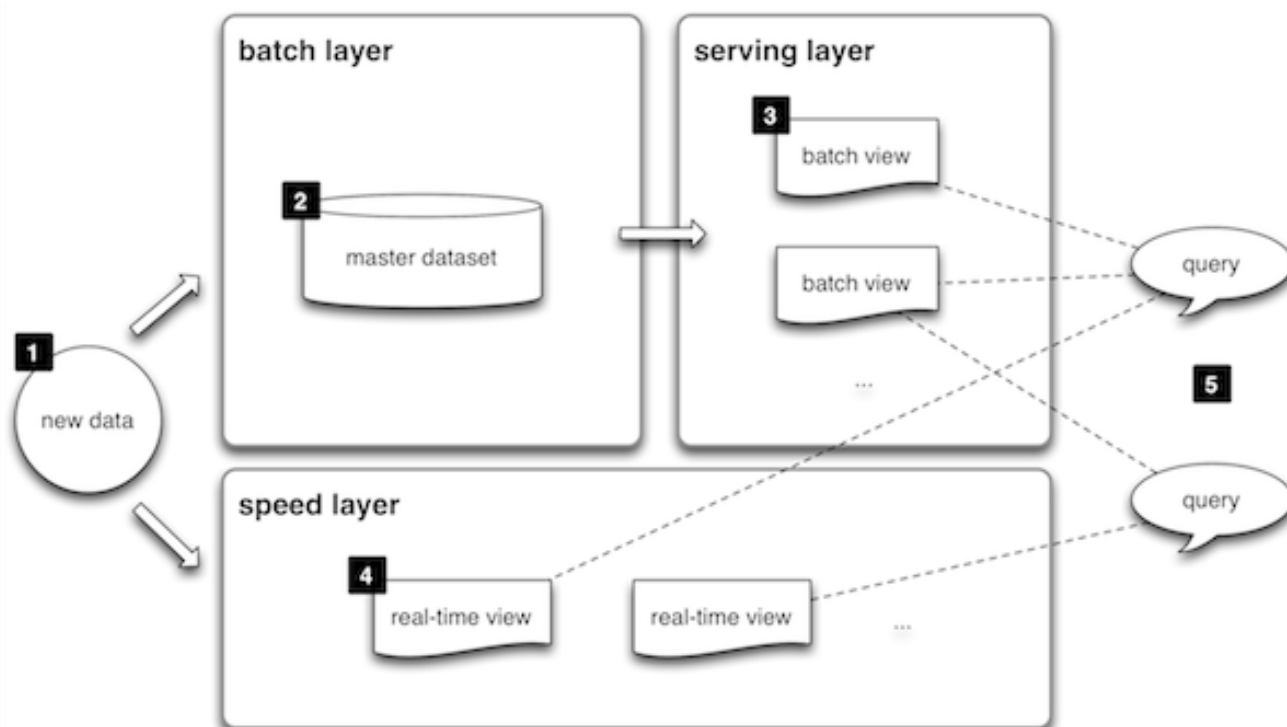 batch layer
serving layer
3
batch view
2
master dataset
batch view
query
1
new data
...
5
speed layer
query
4
real-time view
real-time view
...